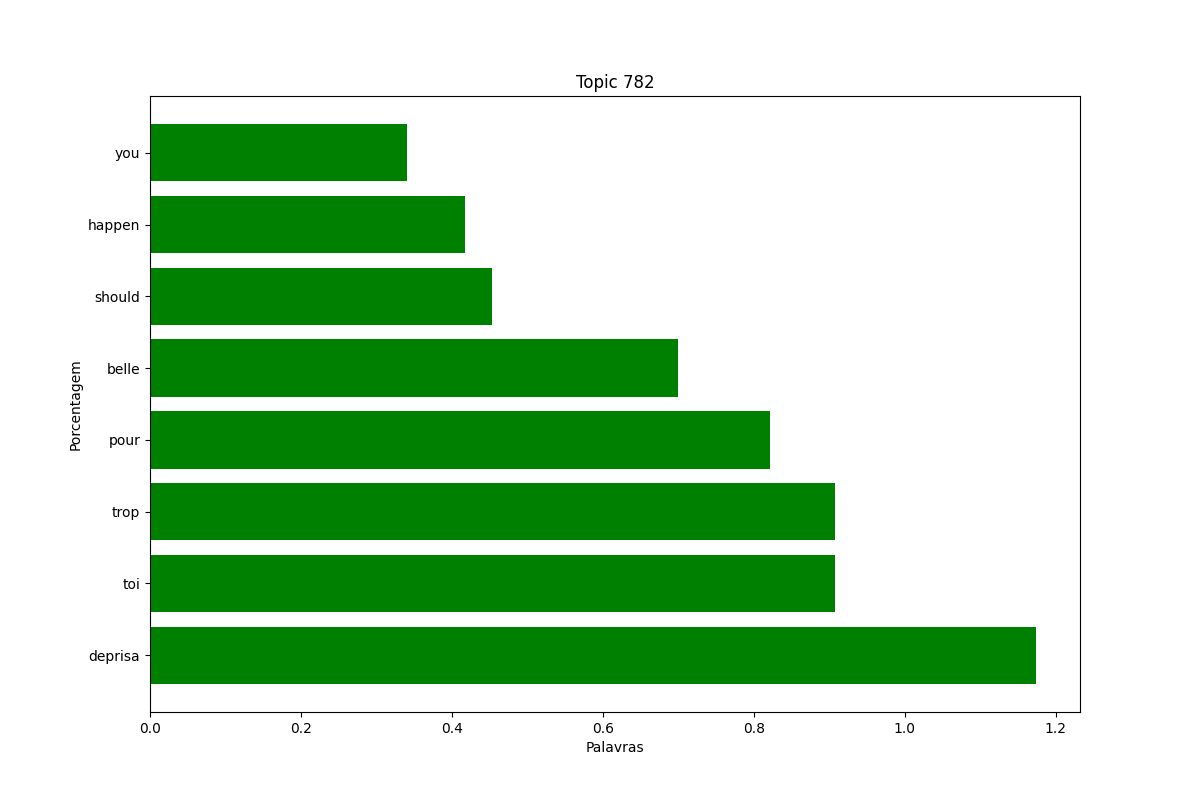 Topic 782
you
happen
should
belle
pour
trop
toi
deprisa
Porcentagem
0.0 0.2 0.4 0.6 0.8 1.0 1.2
Palavras